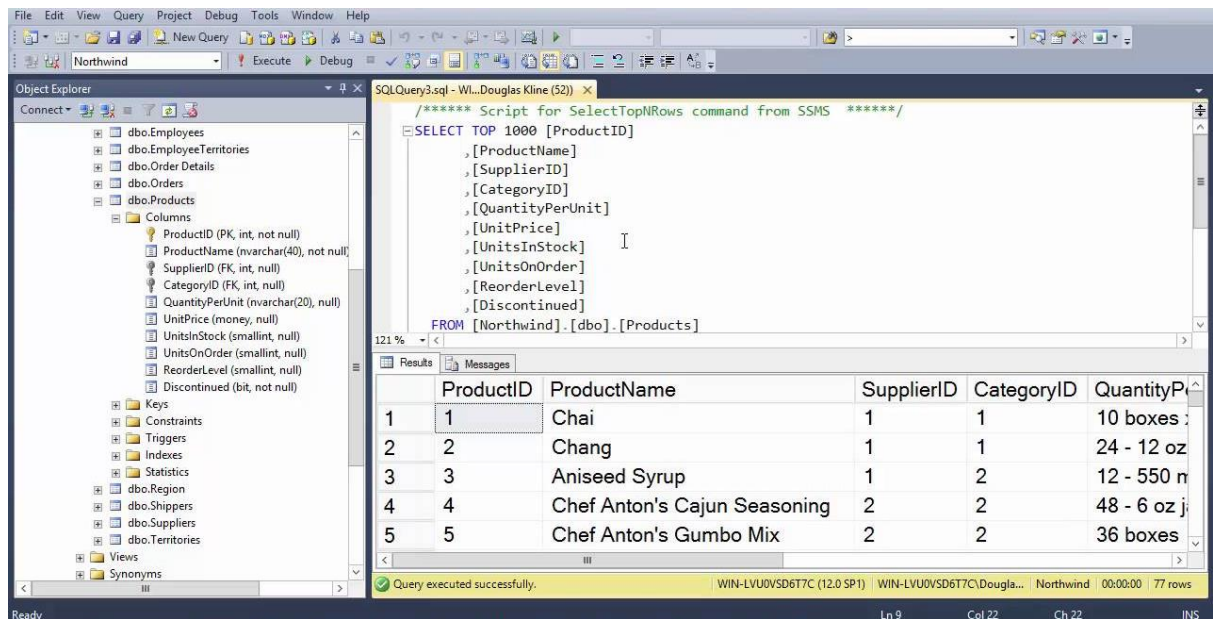 File Edit View Query Project Debug Tools Window Help
New Query
Northwind Execute Debug
Object Explorer
Connect
dbo.Employees
dbo.EmployeeTerritories
dbo.Order Details
dbo.Orders
dbo.Products
Columns
ProductID (PK, int, not null)
ProductName (nvarchar(40), not null)
SupplierID (FK, int, null)
CategoryID (FK, int, null)
QuantityPerUnit (nvarchar(20), null)
UnitPrice (money, null)
UnitsInStock (smallint, null)
UnitsOnOrder (smallint, null)
ReorderLevel (smallint, null)
Discontinued (bit, not null)
Keys
Constraints
Triggers
Indexes
Statistics
dbo.Region
dbo.Shippers
dbo.Suppliers
dbo.Territories
Views
Synonyms
SQLQuery3.sql - WI...Douglas Kline (52))
/****** Script for SelectTopNRows command from SSMS ******/
SELECT TOP 1000 [ProductID]
,[ProductName]
,[SupplierID]
,[CategoryID]
,[QuantityPerUnit]
,[UnitPrice]
,[UnitsInStock]
,[UnitsOnOrder]
,[ReorderLevel]
,[Discontinued]
FROM [Northwind].[dbo].[Products]
121 %
Results Messages
ProductID ProductName SupplierID CategoryID QuantityPe
1 1 Chai 1 1 10 boxes x
2 2 Chang 1 1 24 - 12 oz
3 3 Aniseed Syrup 1 2 12 - 550 m
4 4 Chef Anton's Cajun Seasoning 2 2 48 - 6 oz ja
5 5 Chef Anton's Gumbo Mix 2 2 36 boxes
Query executed successfully. WIN-LVU0VSD6T7C (12.0 SP1) WIN-LVU0VSD6T7C\Dougla... Northwind 00:00:00 77 rows
Ready Ln 9 Col 22 Ch 22 INS